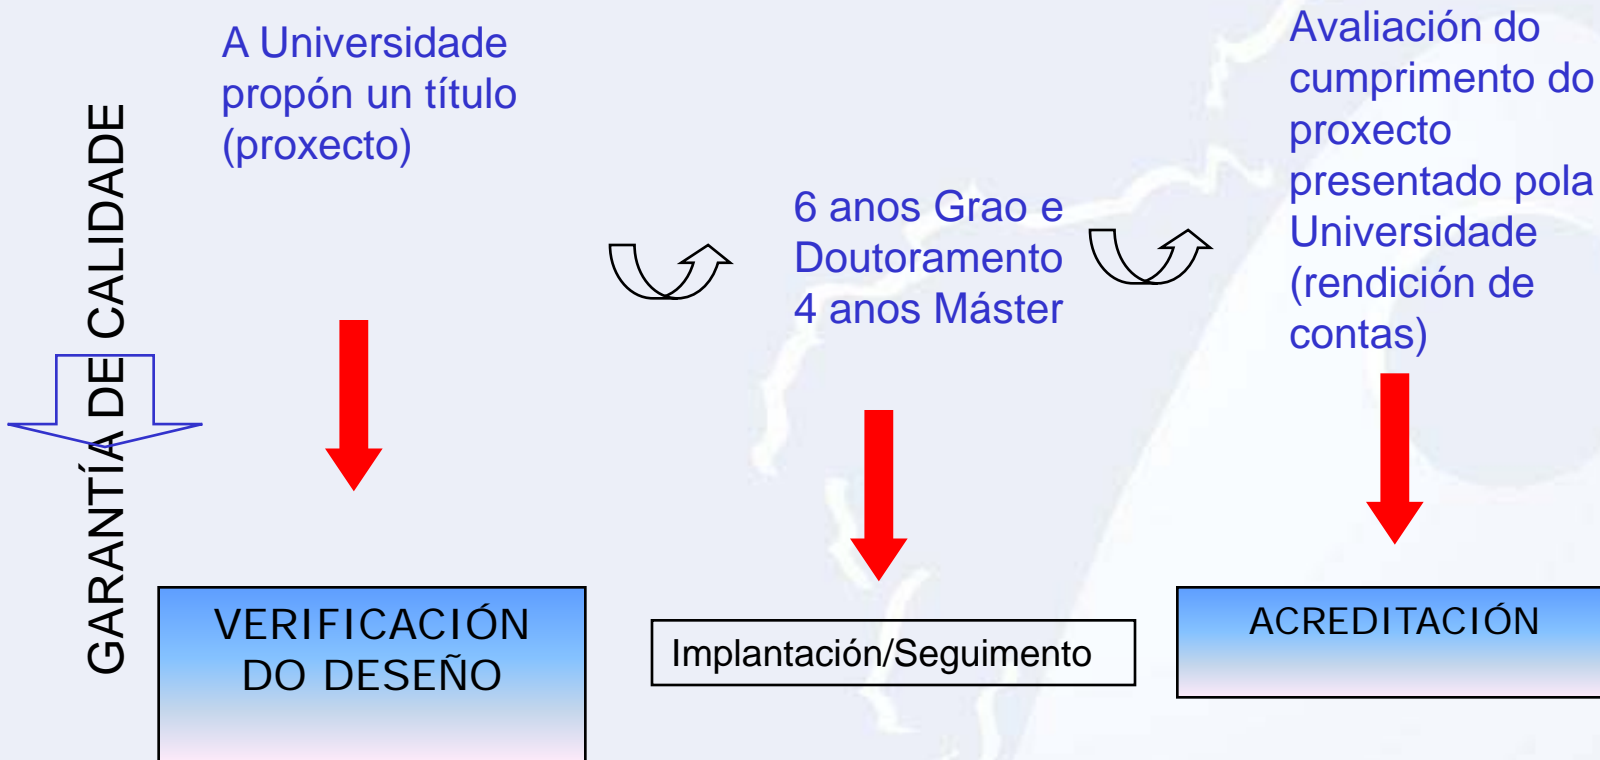 GARANTÍA DE CALIDADE
A Universidade
propón un título
(proxecto)
6 anos Grao e
Doutoramento
4 anos Máster
Avaliación do
cumprimento do
proxecto
presentado pola
Universidade
(rendición de
contas)
VERIFICACIÓN
DO DESEÑO
Implantación/Seguimento
ACREDITACIÓN